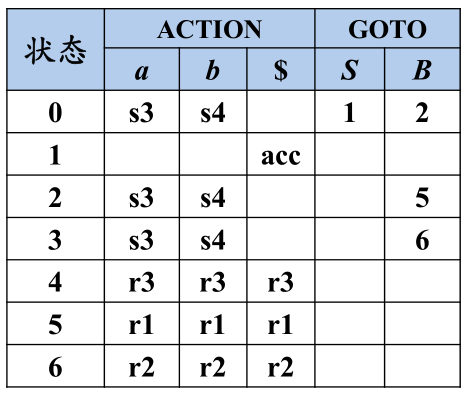 状态 ACTION GOTO
a b $ S B
0 s3 s4 1 2
1 acc
2 s3 s4 5
3 s3 s4 6
4 r3 r3 r3
5 r1 r1 r1
6 r2 r2 r2